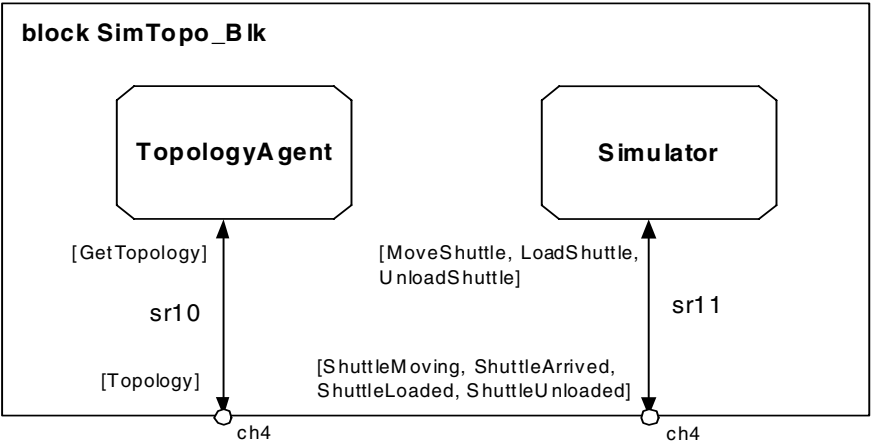 block SimTopo_Blk
TopologyAgent
Simulator
[GetTopology]
[MoveShuttle, LoadShuttle,
UnloadShuttle]
sr10
sr11
[Topology]
[ShuttleMoving, ShuttleArrived,
ShuttleLoaded, ShuttleUnloaded]
ch4
ch4